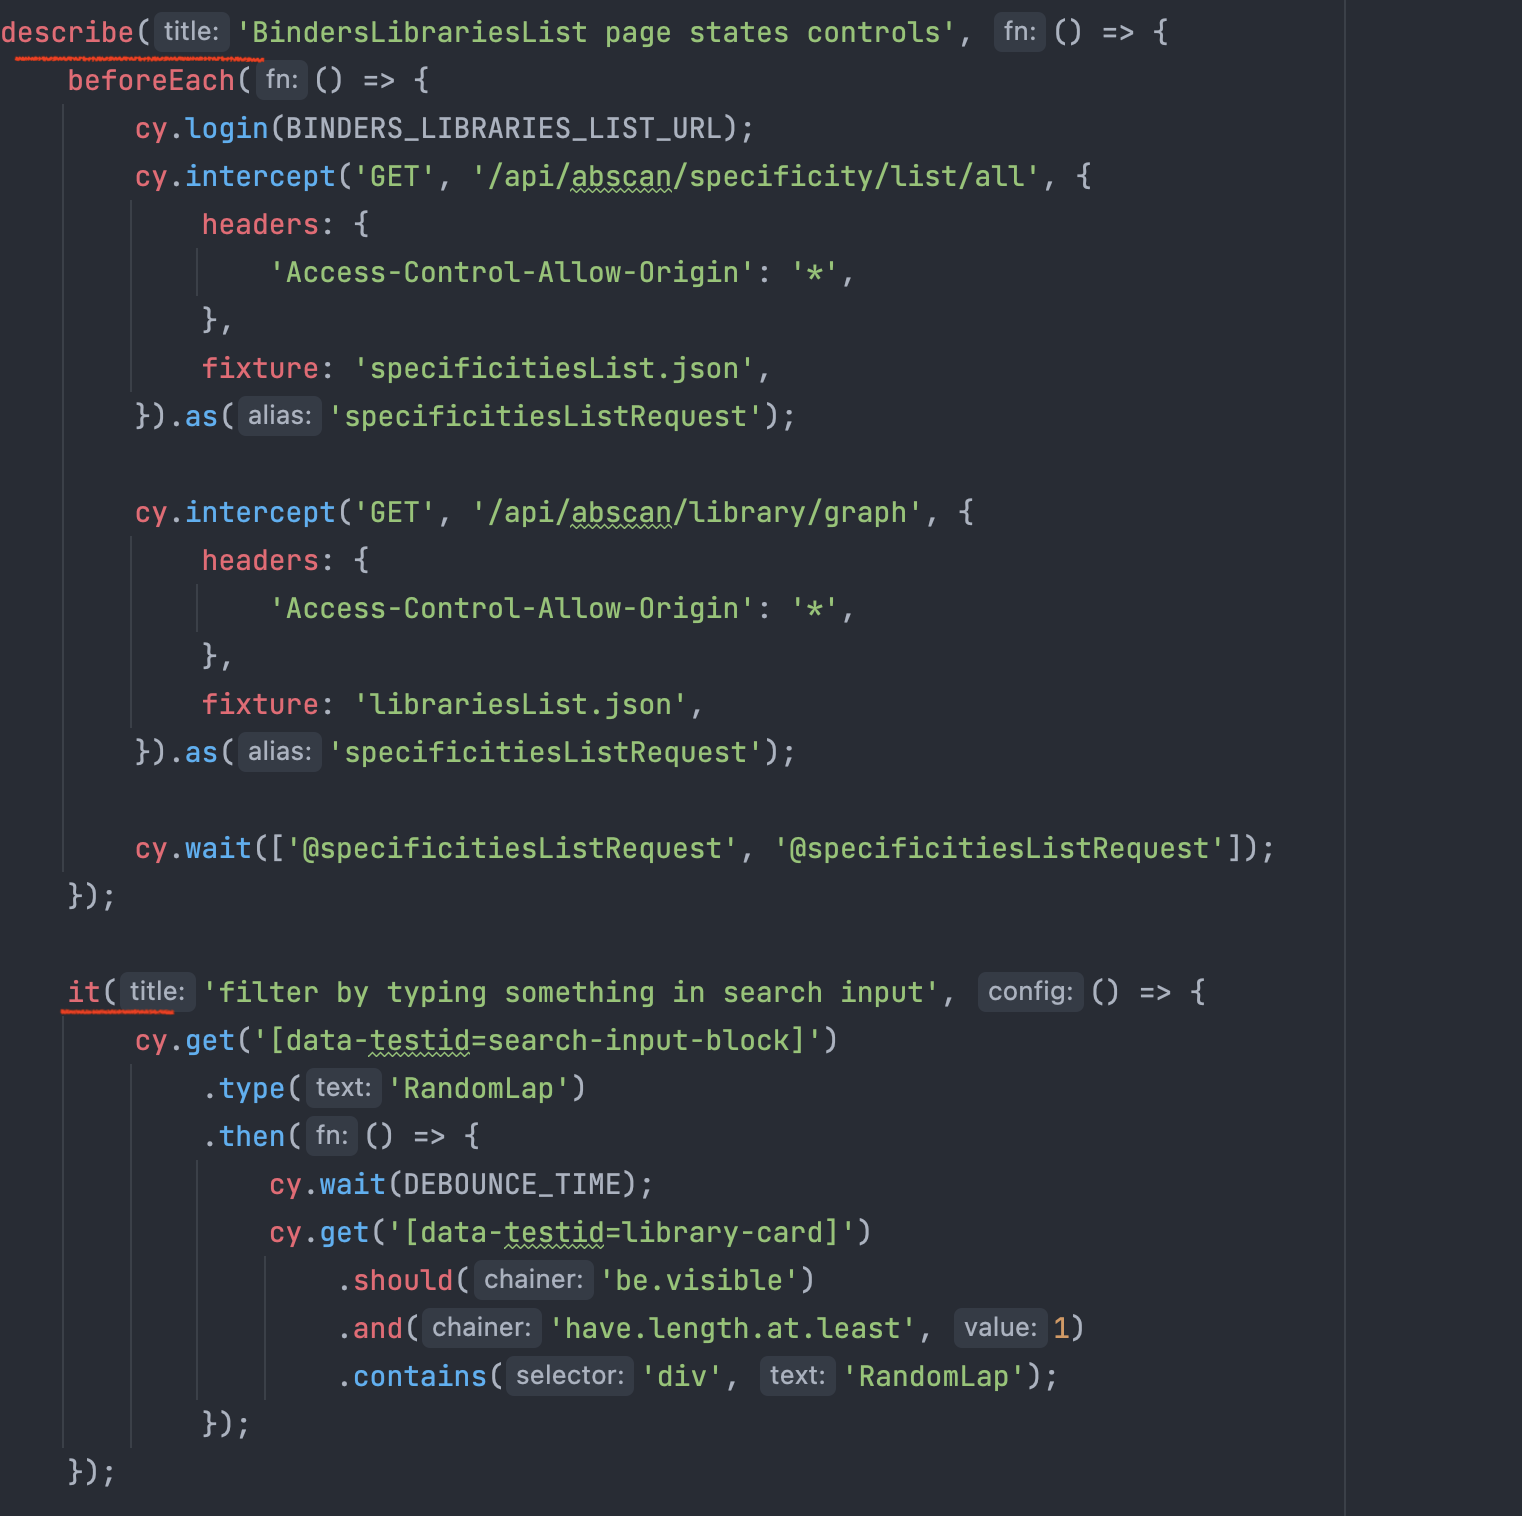 describe( title: 'BindersLibrariesList page states controls', fn: () => {
    beforeEach( fn: () => {
        cy.login(BINDERS_LIBRARIES_LIST_URL);
        cy.intercept('GET', '/api/abscan/specificity/list/all', {
            headers: {
                'Access-Control-Allow-Origin': '*',
            },
            fixture: 'specificitiesList.json',
        }).as( alias: 'specificitiesListRequest');

        cy.intercept('GET', '/api/abscan/library/graph', {
            headers: {
                'Access-Control-Allow-Origin': '*',
            },
            fixture: 'librariesList.json',
        }).as( alias: 'specificitiesListRequest');

        cy.wait(['@specificitiesListRequest', '@specificitiesListRequest']);
    });

    it( title: 'filter by typing something in search input', config: () => {
        cy.get('[data-testid=search-input-block]')
            .type( text: 'RandomLap')
            .then( fn: () => {
                cy.wait(DEBOUNCE_TIME);
                cy.get('[data-testid=library-card]')
                    .should( chainer: 'be.visible')
                    .and( chainer: 'have.length.at.least', value: 1)
                    .contains( selector: 'div', text: 'RandomLap');
            });
    });